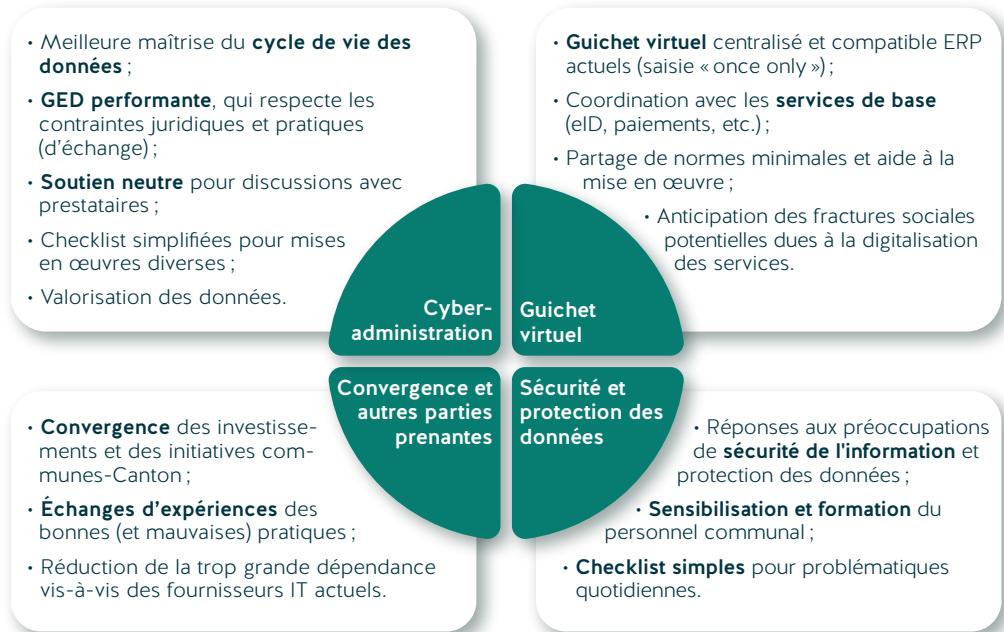 • Meilleure maîtrise du cycle de vie des
données ;
• GED performante, qui respecte les
contraintes juridiques et pratiques
(d’échange) ;
• Soutien neutre pour discussions avec
prestataires ;
• Checklist simplifiées pour mises
en œuvres diverses ;
• Valorisation des données.
• Guichet virtuel centralisé et compatible ERP
actuels (saisie « once only ») ;
• Coordination avec les services de base
(eID, paiements, etc.) ;
• Partage de normes minimales et aide à la
mise en œuvre ;
• Anticipation des fractures sociales
potentielles dues à la digitalisation
des services.
Cyber-
administration
Guichet
virtuel
Convergence et
autres parties
prenantes
Sécurité et
protection des
données
• Convergence des investisse-
ments et des initiatives com-
munes-Canton ;
• Échanges d’expériences des
bonnes (et mauvaises) pratiques ;
• Réduction de la trop grande dépendance
vis-à-vis des fournisseurs IT actuels.
• Réponses aux préoccupations
de sécurité de l'information et
protection des données ;
• Sensibilisation et formation du
personnel communal ;
• Checklist simples pour problématiques
quotidiennes.